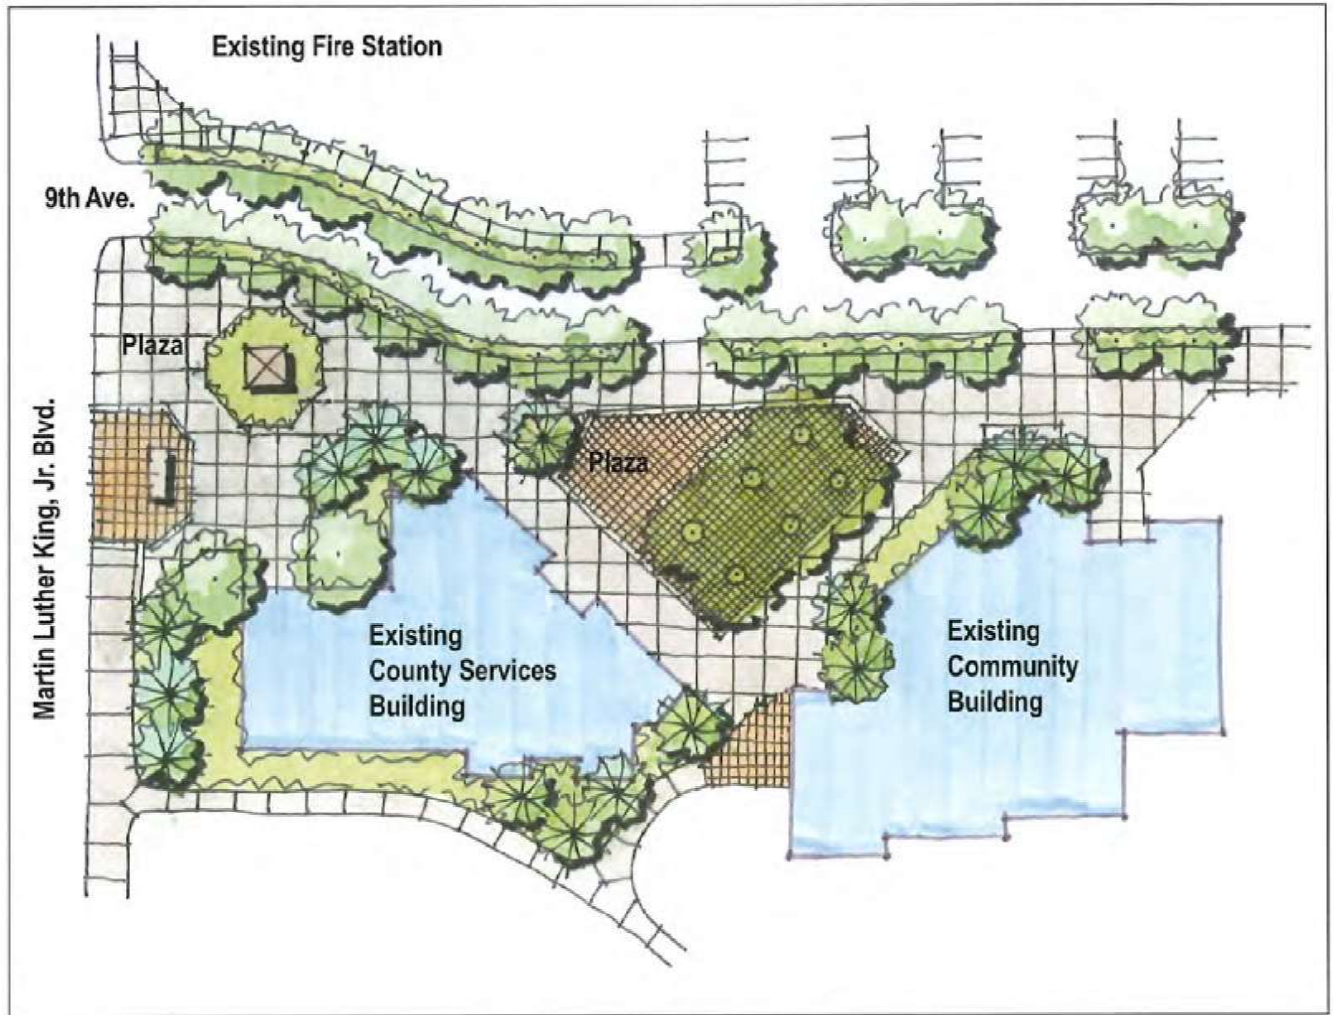 Existing Fire Station
9th Ave.
Plaza
Plaza
Martin Luther King, Jr. Blvd.
Existing
County Services
Building
Existing
Community
Building